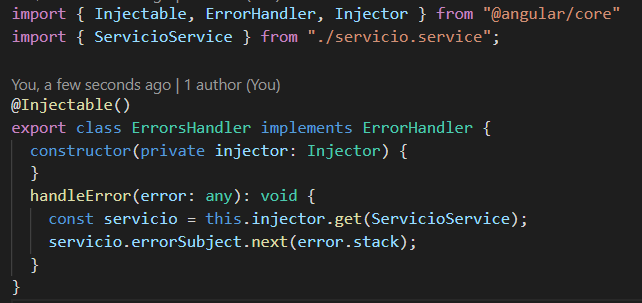 import { Injectable, ErrorHandler, Injector } from "@angular/core"
import { ServicioService } from "./servicio.service";
You, a few seconds ago | 1 author (You)
@Injectable()
export class ErrorsHandler implements ErrorHandler {
constructor(private injector: Injector) {
}
handleError(error: any): void {
const servicio = this.injector.get(ServicioService);
servicio.errorSubject.next(error.stack);
}
}